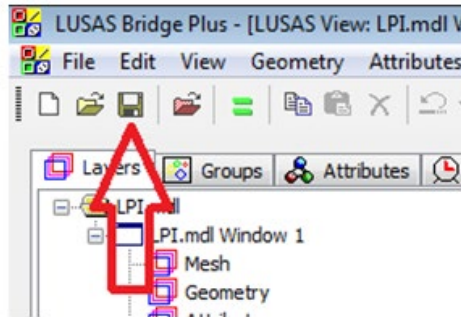 LUSAS Bridge Plus - [LUSAS View: LPI.mdl
File Edit View Geometry Attributes
Layers Groups Attributes
LPI.mdl
LPI.mdl Window 1
Mesh
Geometry